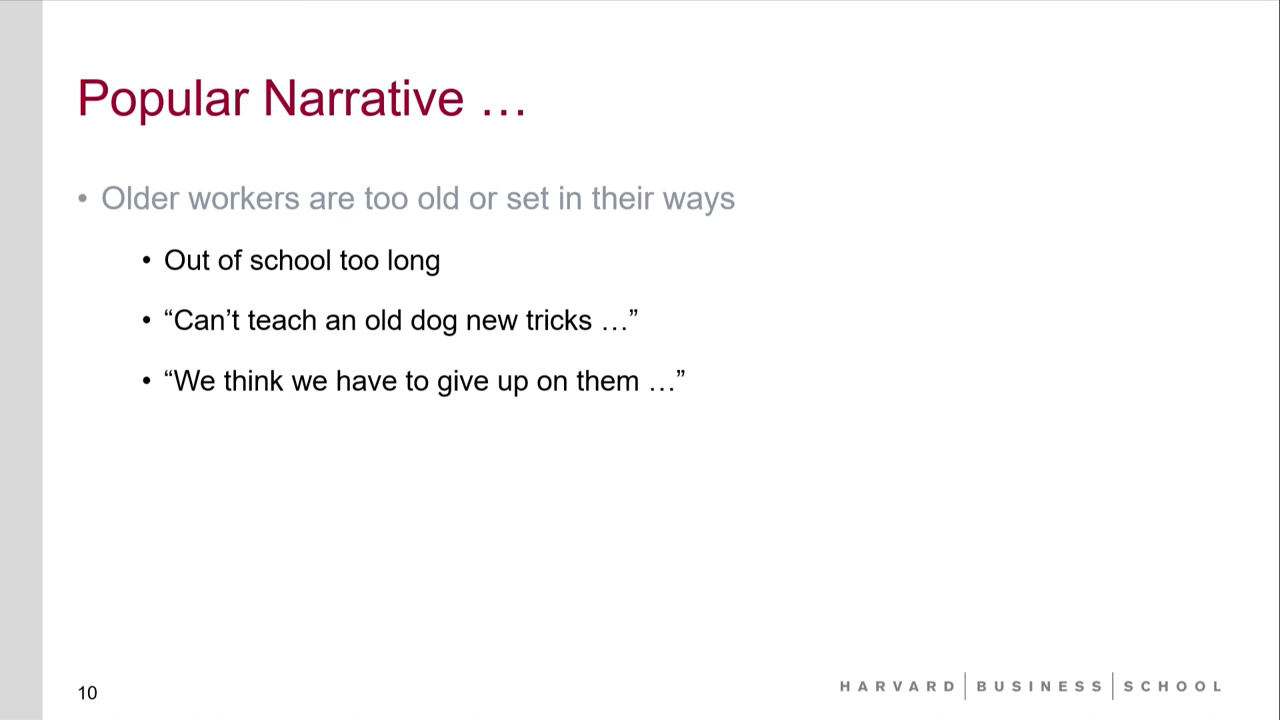 Popular Narrative …
• Older workers are too old or set in their ways
• Out of school too long
• “Can’t teach an old dog new tricks …”
• “We think we have to give up on them …”
10
HARVARD | BUSINESS | SCHOOL